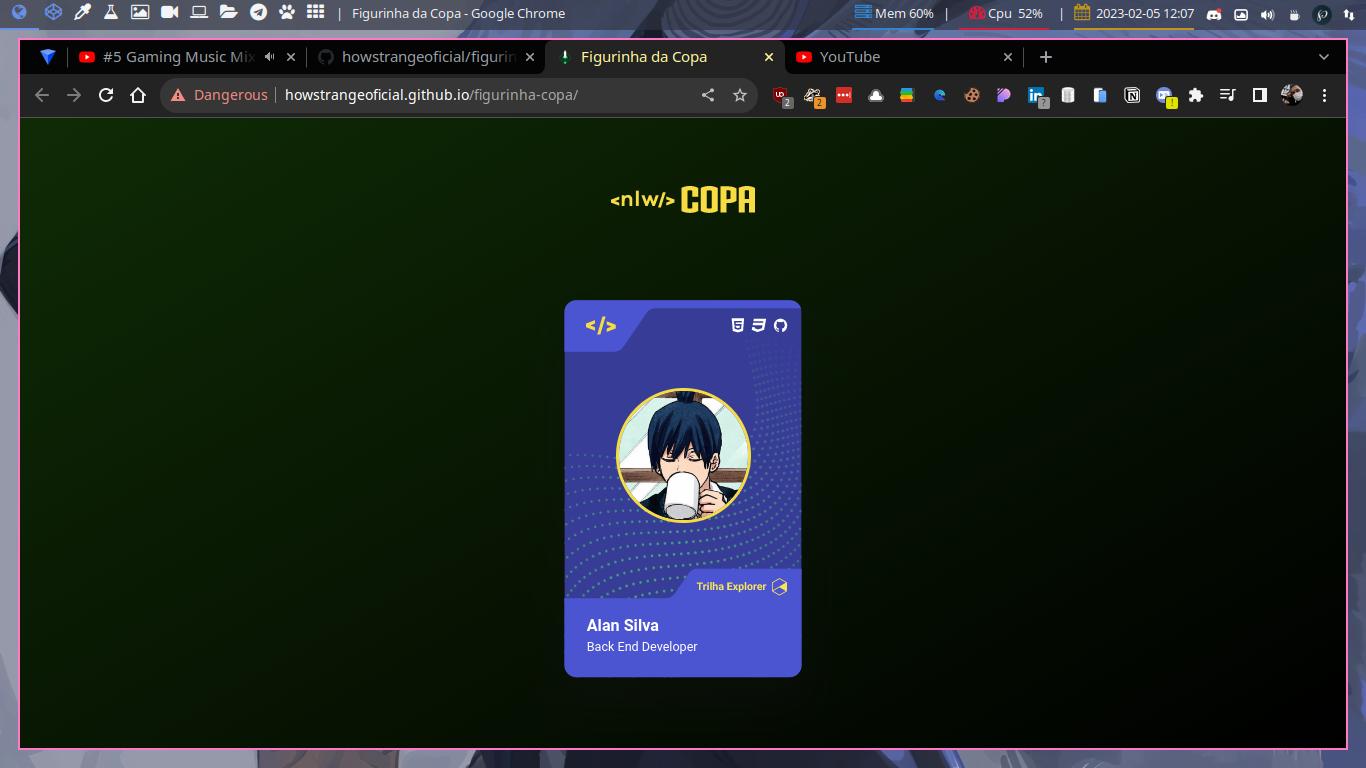 | Figurinha da Copa - Google Chrome
Mem 60% | Cpu 52% | 2023-02-05 12:07
#5 Gaming Music Mix
howstrangeoficial/figurin
Figurinha da Copa
YouTube
Dangerous | howstrangeoficial.github.io/figurinha-copa/
2
2
?
!
<nlw/> COPA
</>
Trilha Explorer
Alan Silva
Back End Developer